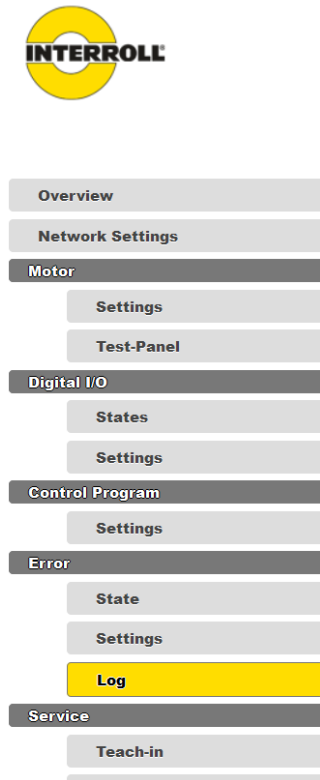 INTERROLL
Overview
Network Settings
Motor
Settings
Test-Panel
Digital I/O
States
Settings
Control Program
Settings
Error
State
Settings
Log
Service
Teach-in